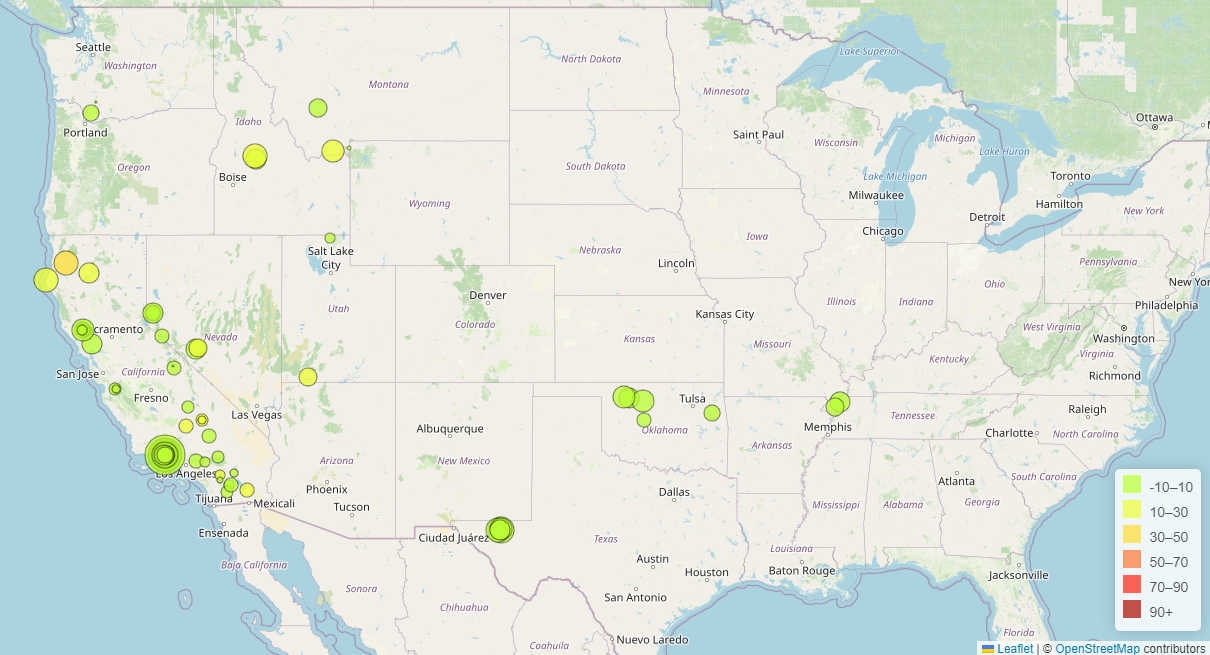 Seattle
Washington
North Dakota
Lake Superior
Montana
Minnesota
Ottawa
Portland
Idaho
Saint Paul
Wisconsin
Michigan
Lake Huron
Oregon
Boise
South Dakota
Lake Michigan
Toronto
Milwaukee
Hamilton
Wyoming
New York
Detroit
Chicago
Salt Lake
City
Nebraska
Iowa
Lincoln
Pennsylvania
New Yor
Denver
Utah
Illinois
Indiana
Ohio
Philadelphia
cramento
Nevada
Colorado
Kansas City
Kansas
Missouri
West Virginia
Washington
Virginia
Kentucky
San Jose
California
Richmond
Fresno
Las Vegas
Tulsa
Raleigh
Albuquerque
Oklahoma
Memphis
Tennessee
Charlotte
North Carolina
Arkansas
Los Angeles
Arizona
New Mexico
South Carolina
Atlanta
Phoenix
Dallas
Tijuana
Mexicali
Tucson
Mississippi
Alabama
Georgia
Ensenada
Ciudad Juárez
Texas
Louisiana
Baja California
Austin
Houston
Baton Rouge
Jacksonville
Sonora
San Antonio
Chihuahua
Florida
Coahuila
Nuevo Laredo
-10–10
10–30
30–50
50–70
70–90
90+
Leaflet | © OpenStreetMap contributors